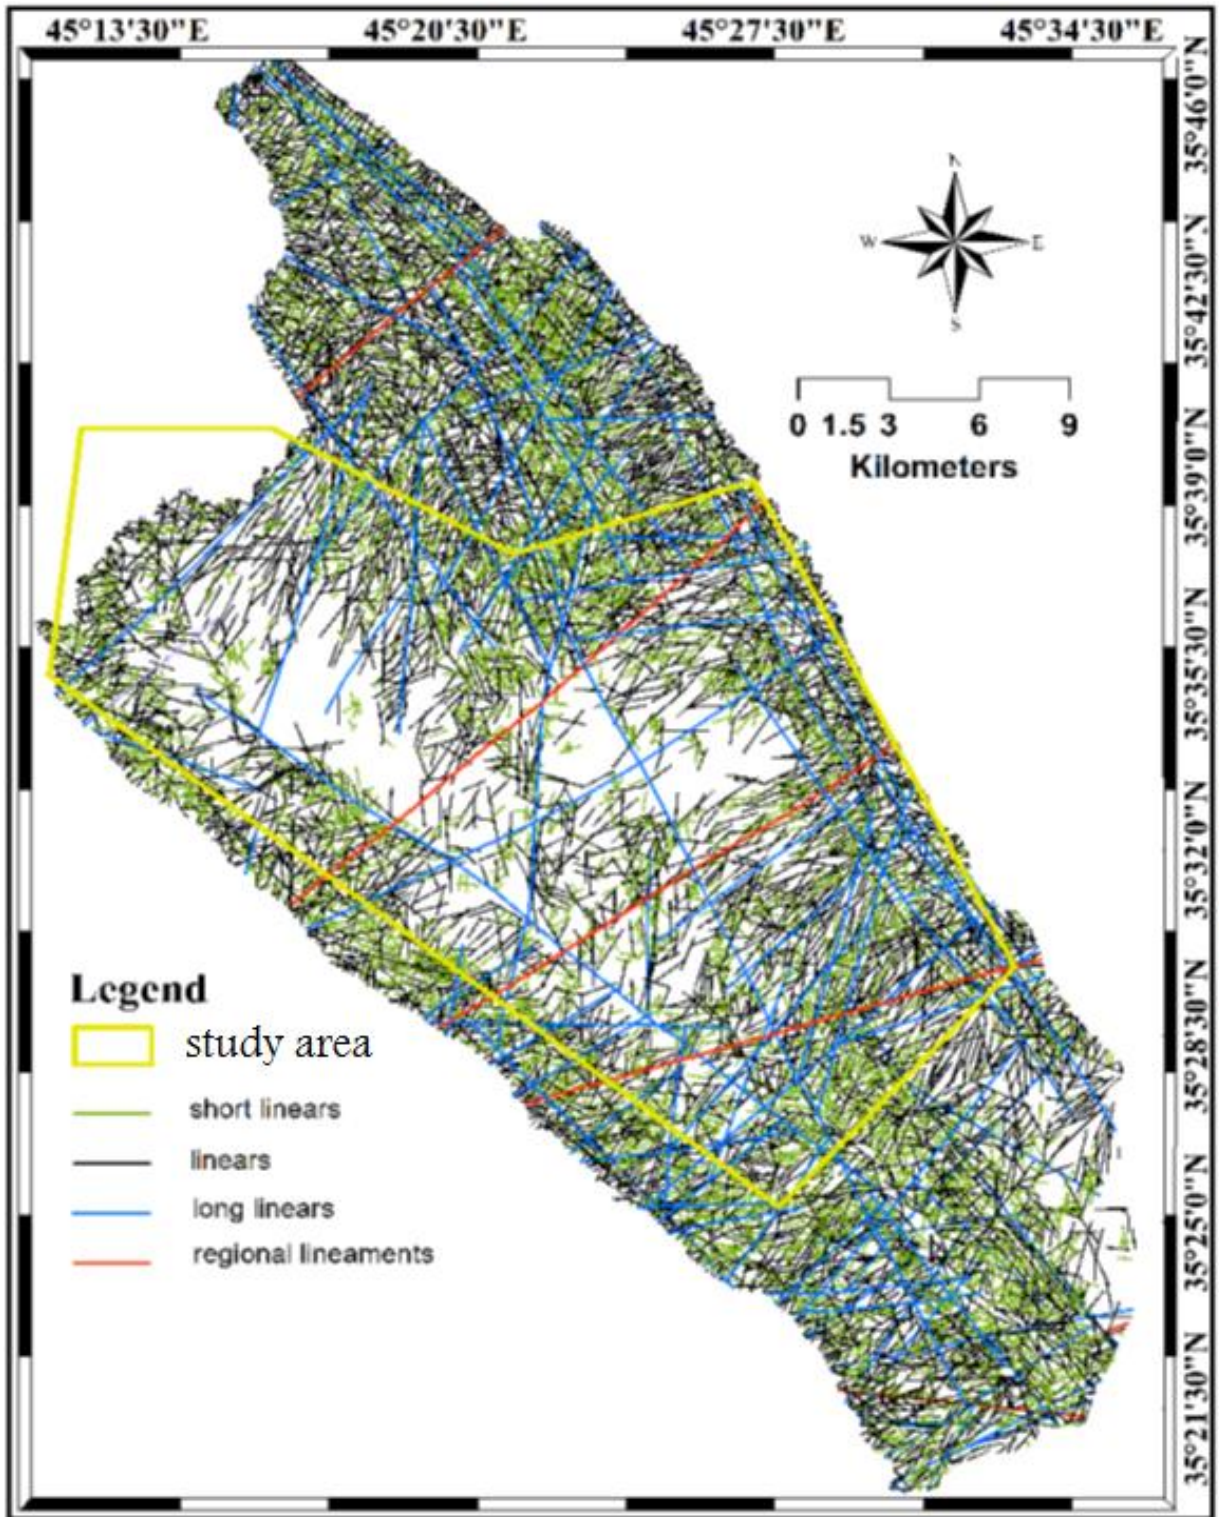 45°13'30"E 45°20'30"E 45°27'30"E 45°34'30"E
35°46'0"N
35°42'30"N
35°39'0"N
35°35'30"N
35°32'0"N
35°28'30"N
35°25'0"N
35°21'30"N
N
W E
S
0 1.5 3 6 9
Kilometers
Legend
study area
short linears
linears
long linears
regional lineaments